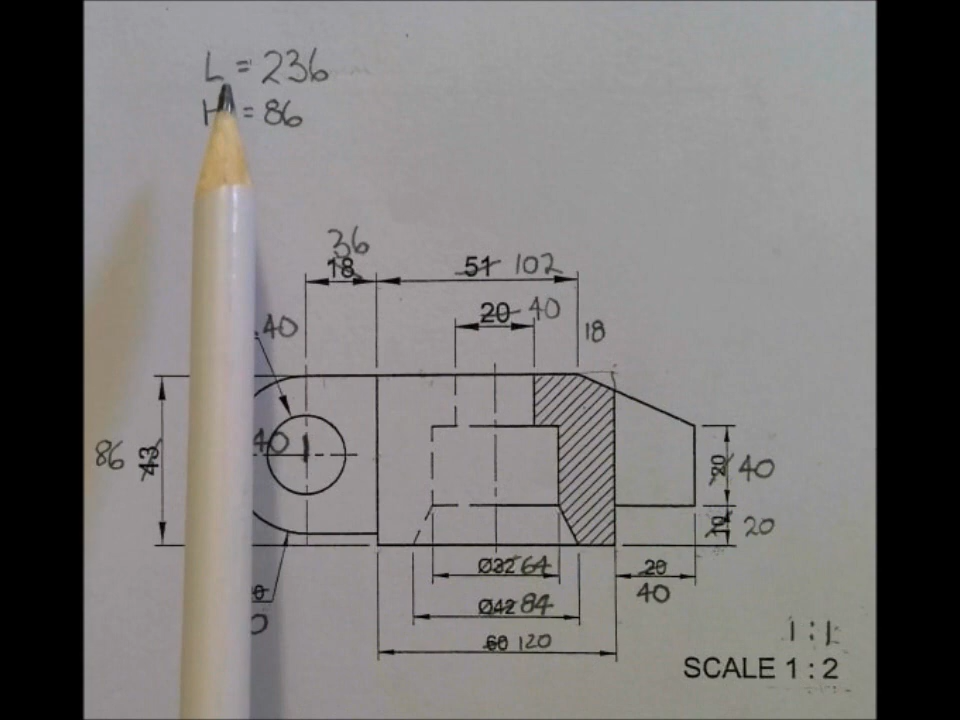 L = 236
H = 86
36
18
51 102
20 40
18
40
40
86 43
20 40
10 20
Ø32 64
20
40
Ø42 84
60 120
1 : 1
SCALE 1 : 2